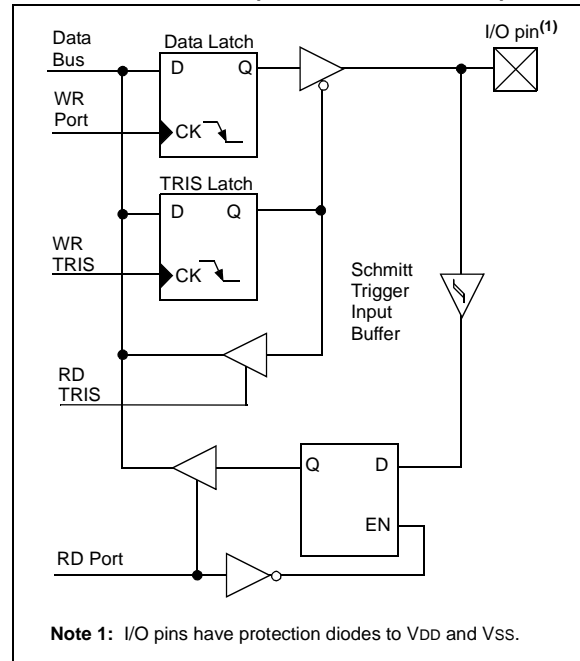 Data
Bus
Data Latch
I/O pin(1)
D Q
WR
Port
CK
TRIS Latch
D Q
WR
TRIS
CK
Schmitt
Trigger
Input
Buffer
RD
TRIS
Q D
EN
RD Port
Note 1: I/O pins have protection diodes to VDD and VSS.